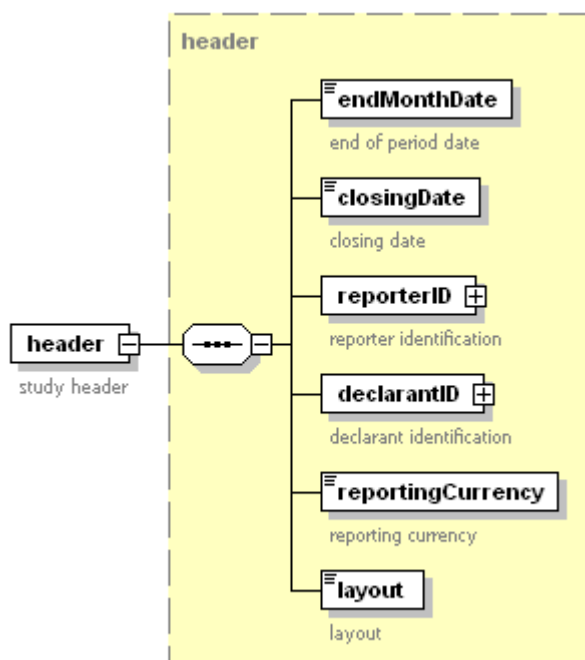 header
endMonthDate
end of period date
closingDate
closing date
reporterID
reporter identification
header
study header
declarantID
declarant identification
reportingCurrency
reporting currency
layout
layout